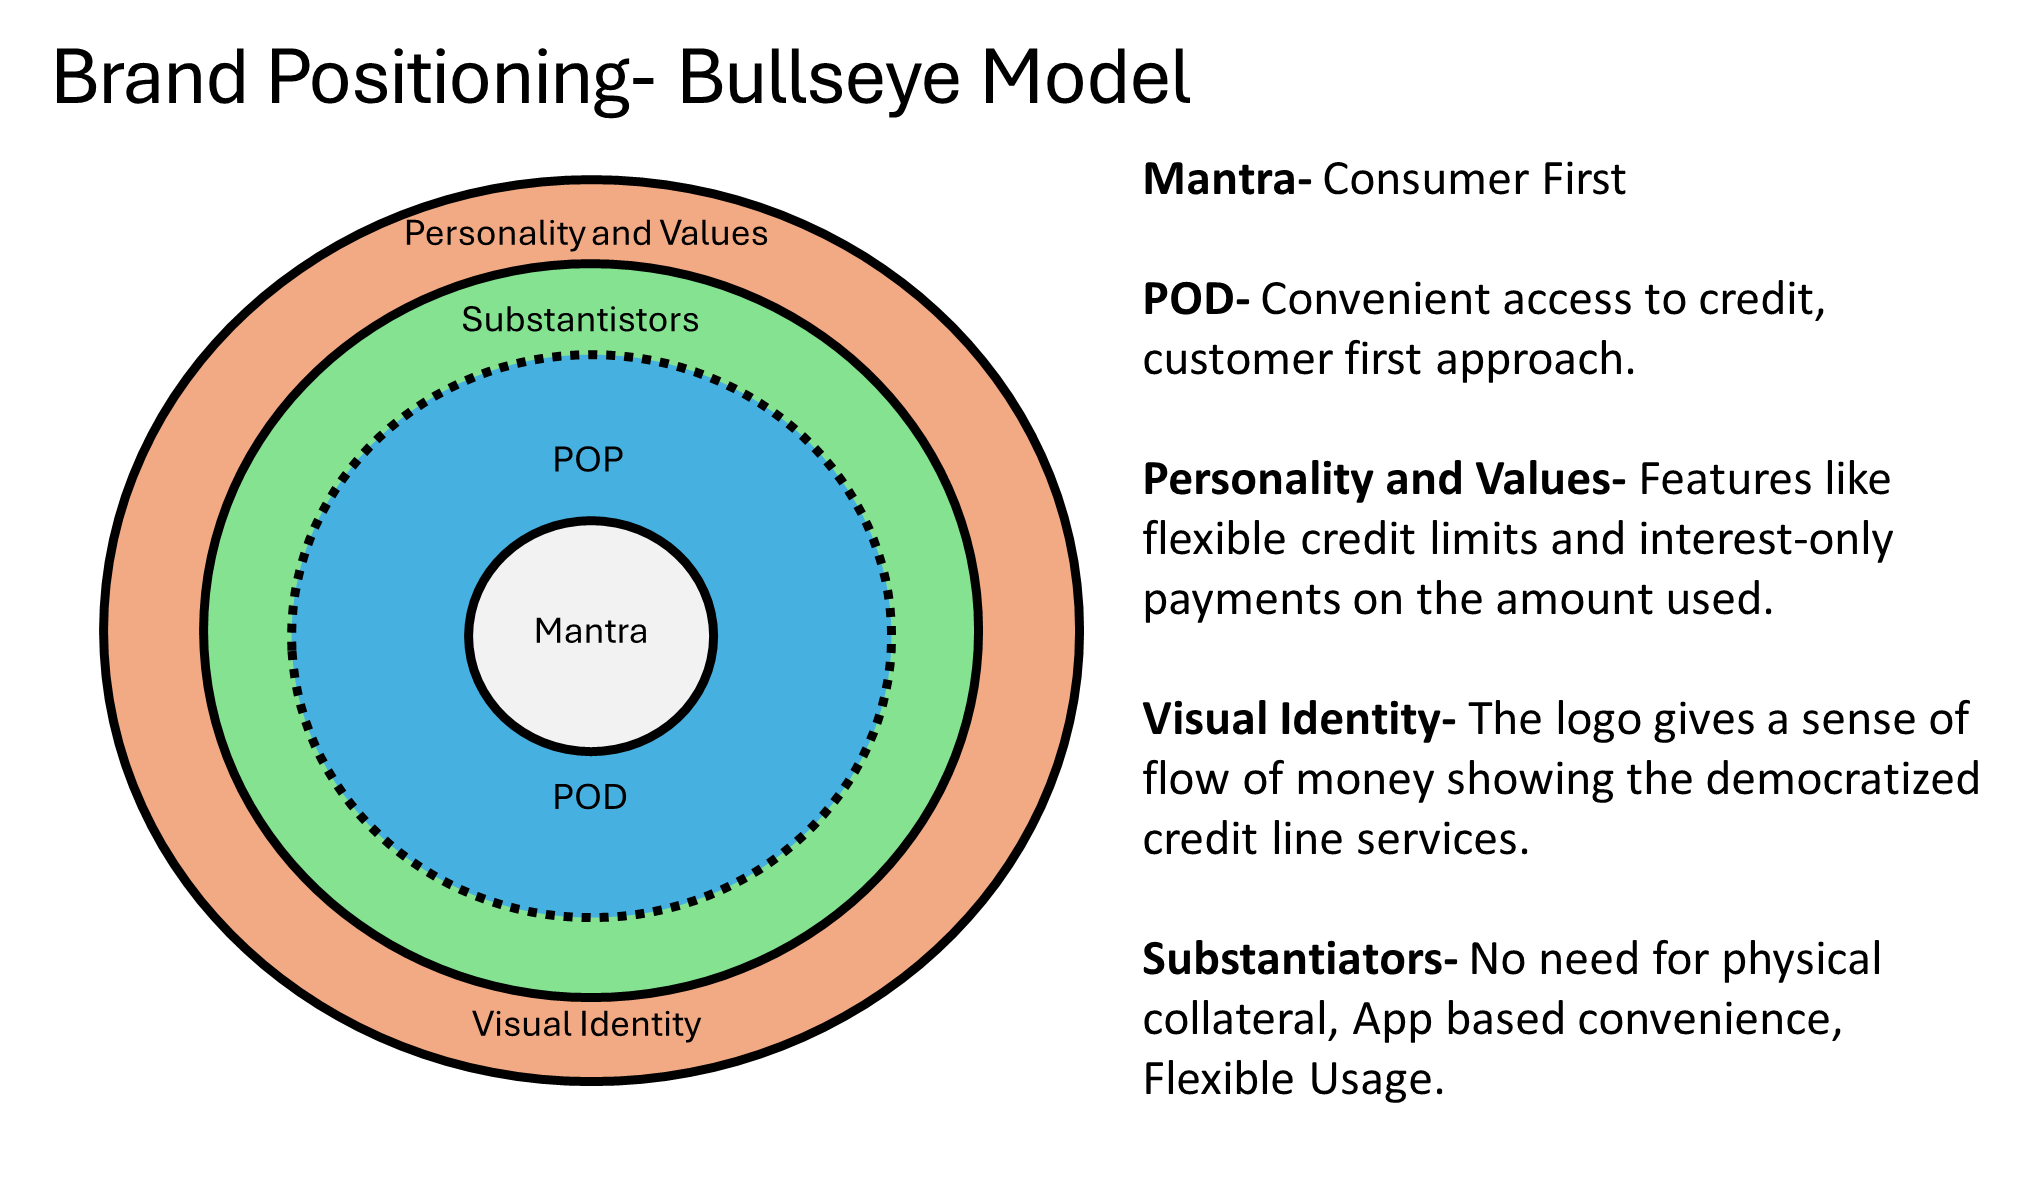 Brand Positioning- Bullseye Model
Personality and Values
Substantistors
POP
Mantra
POD
Visual Identity
Mantra- Consumer First
POD- Convenient access to credit,
customer first approach.
Personality and Values- Features like
flexible credit limits and interest-only
payments on the amount used.
Visual Identity- The logo gives a sense of
flow of money showing the democratized
credit line services.
Substantiators- No need for physical
collateral, App based convenience,
Flexible Usage.